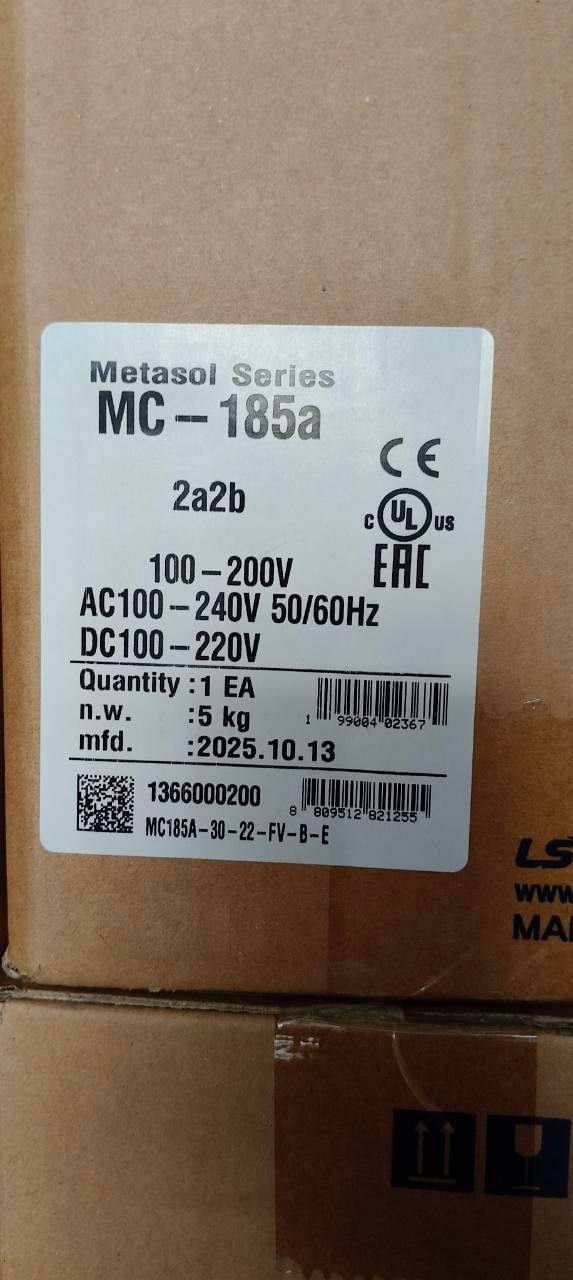 Metasol Series
MC-185a
CE
2a2b
c UL us
EAC
100-200V
AC100-240V 50/60Hz
DC100-220V
Quantity : 1 EA
n.w. : 5 kg
1 99004 02367
mfd. : 2025.10.13
1366000200
8 809512 821255
MC185A-30-22-FV-B-E
LS
www
MA